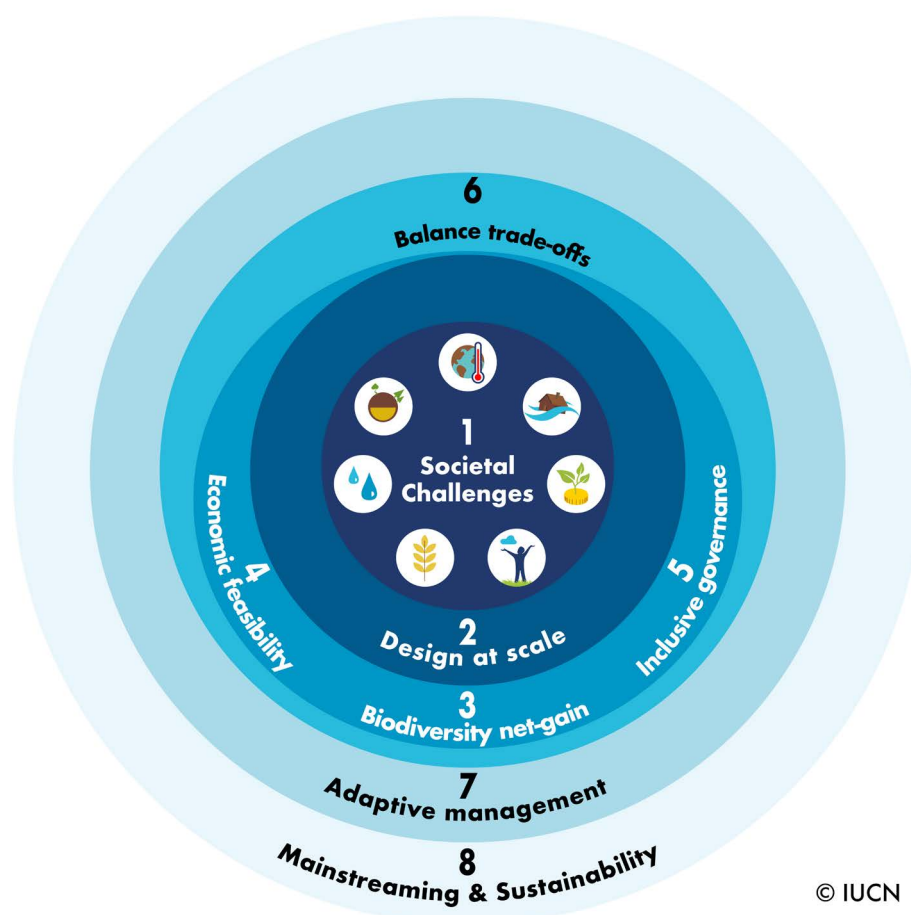 6
Balance trade-offs
1
Societal
Challenges
4
Economic feasibility
5
Inclusive governance
2
Design at scale
3
Biodiversity net-gain
7
Adaptive management
8
Mainstreaming & Sustainability
© IUCN